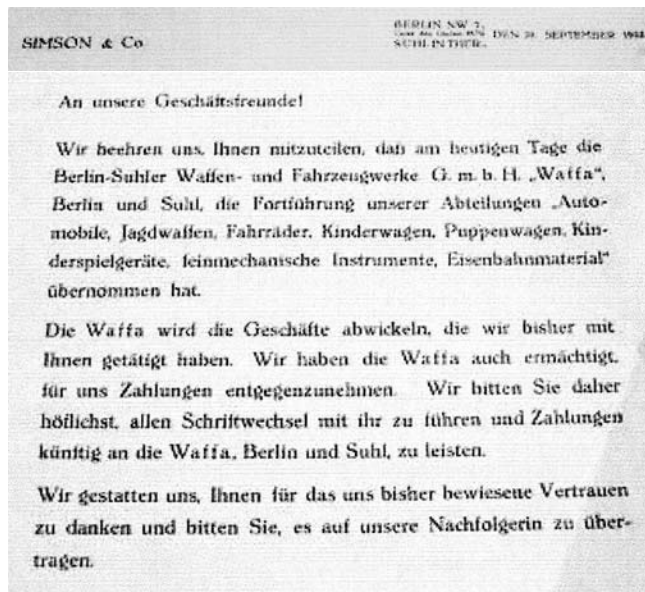 SIMSON & Co
BERLIN NW 7,
SUHL IN THÜR., DEN SEPTEMBER
An unsere Geschäftsfreunde!
Wir beehren uns, Ihnen mitzuteilen, daß am heutigen Tage die
Berlin-Suhler Waffen- und Fahrzeugwerke G. m. b. H. „Waffa“,
Berlin und Suhl, die Fortführung unserer Abteilungen „Auto-
mobile, Jagdwaffen, Fahrräder, Kinderwagen, Puppenwagen, Kin-
derspielgeräte, feinmechanische Instrumente, Eisenbahnmaterial“
übernommen hat.
Die Waffa wird die Geschäfte abwickeln, die wir bisher mit
Ihnen getätigt haben. Wir haben die Waffa auch ermächtigt,
für uns Zahlungen entgegenzunehmen. Wir bitten Sie daher
höflichst, allen Schriftwechsel mit ihr zu führen und Zahlungen
künftig an die Waffa, Berlin und Suhl, zu leisten.
Wir gestatten uns, Ihnen für das uns bisher bewiesene Vertrauen
zu danken und bitten Sie, es auf unsere Nachfolgerin zu über-
tragen.